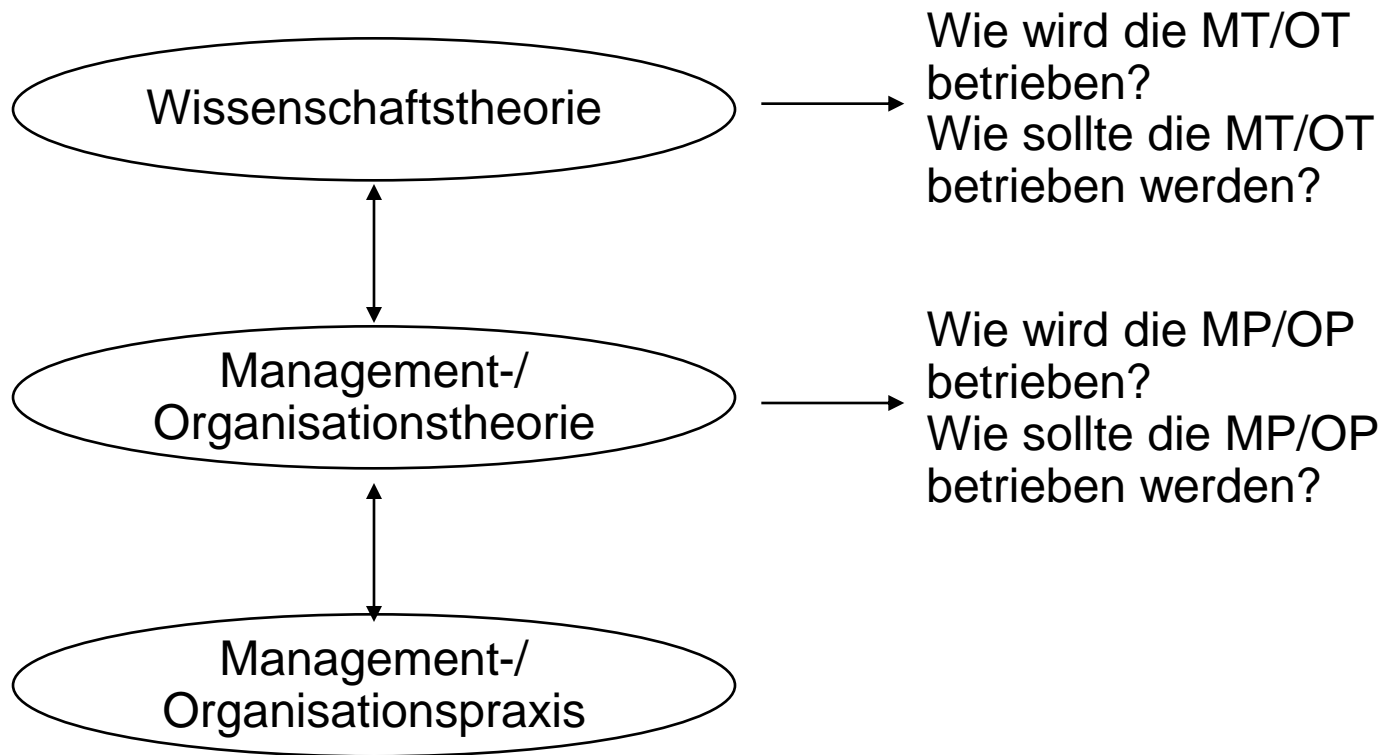 Wissenschaftstheorie
Wie wird die MT/OT
betrieben?
Wie sollte die MT/OT
betrieben werden?
Management-/
Organisationstheorie
Wie wird die MP/OP
betrieben?
Wie sollte die MP/OP
betrieben werden?
Management-/
Organisationspraxis